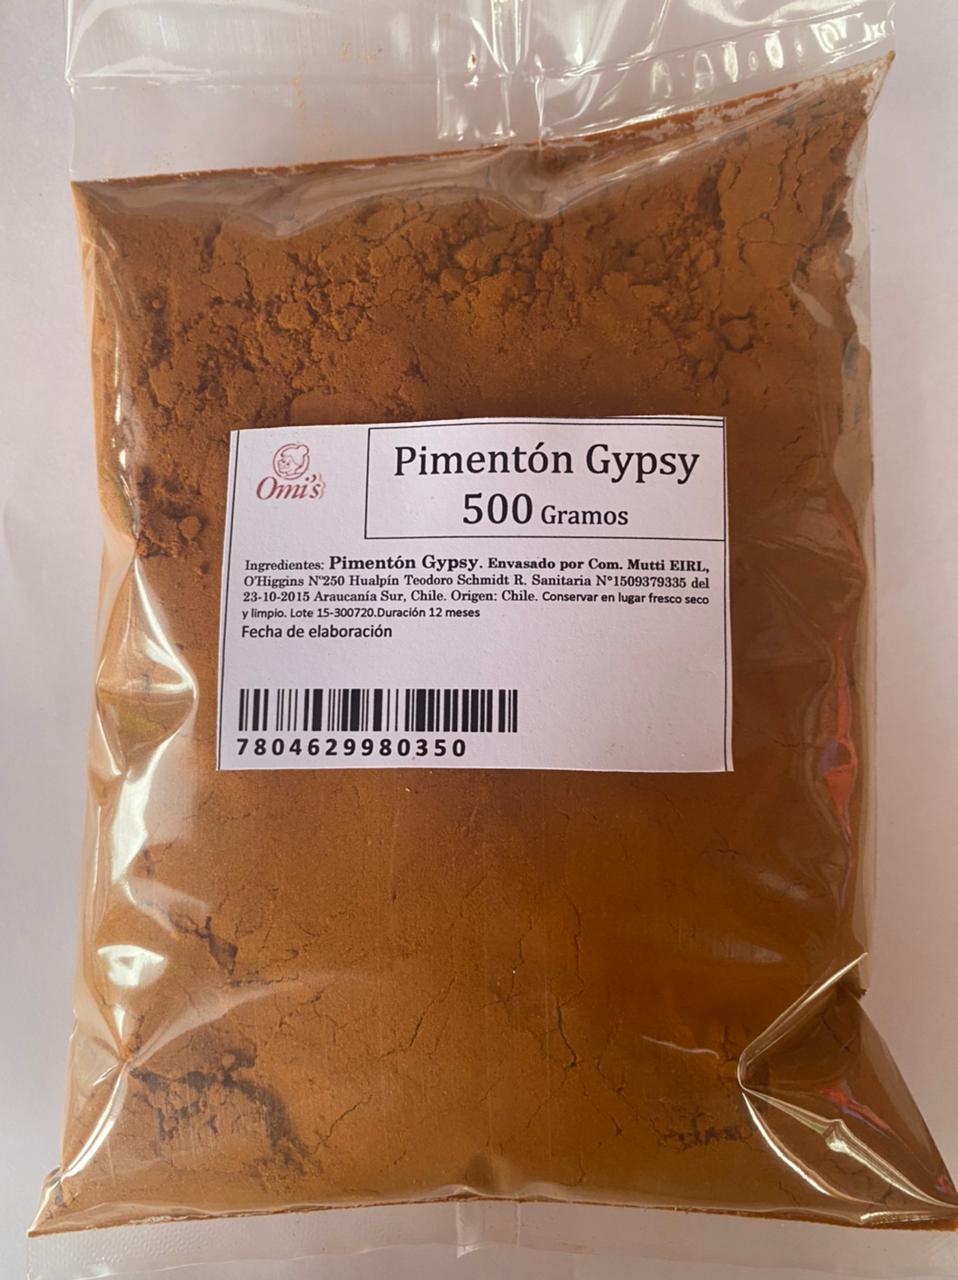 Omi's
Pimentón Gypsy
500 Gramos
Ingredientes: Pimentón Gypsy. Envasado por Com. Mutti EIRL,
O'Higgins N°250 Hualpín Teodoro Schmidt R. Sanitaria N°1509379335 del
23-10-2015 Araucanía Sur, Chile. Origen: Chile. Conservar en lugar fresco seco
y limpio. Lote 15-300720.Duración 12 meses
Fecha de elaboración
7804629980350